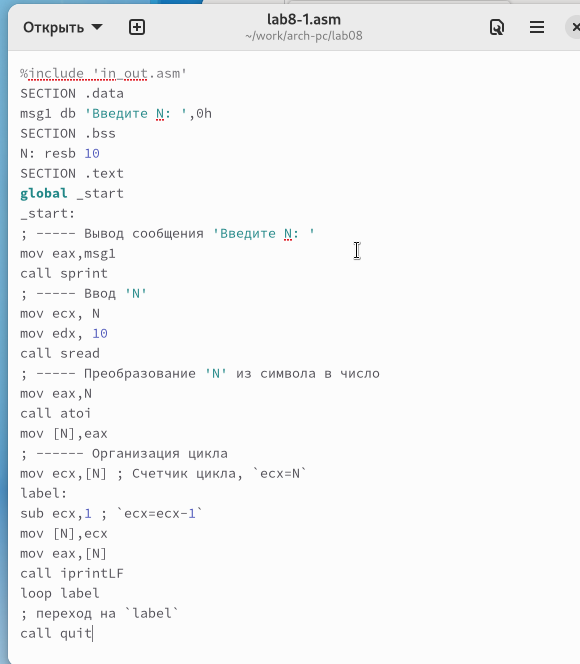 Открыть
lab8-1.asm
~/work/arch-pc/lab08
%include 'in_out.asm'
SECTION .data
msg1 db 'Введите N: ',0h
SECTION .bss
N: resb 10
SECTION .text
global _start
_start:
; ----- Вывод сообщения 'Введите N: '
mov eax,msg1
call sprint
; ----- Ввод 'N'
mov ecx, N
mov edx, 10
call sread
; ----- Преобразование 'N' из символа в число
mov eax,N
call atoi
mov [N],eax
; ------ Организация цикла
mov ecx,[N] ; Счетчик цикла, `ecx=N`
label:
sub ecx,1 ; `ecx=ecx-1`
mov [N],ecx
mov eax,[N]
call iprintLF
loop label
; переход на `label`
call quit